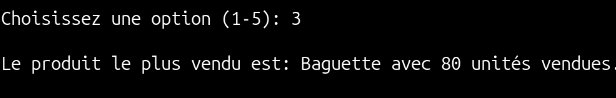 Choisissez une option (1-5): 3
Le produit le plus vendu est: Baguette avec 80 unités vendues.